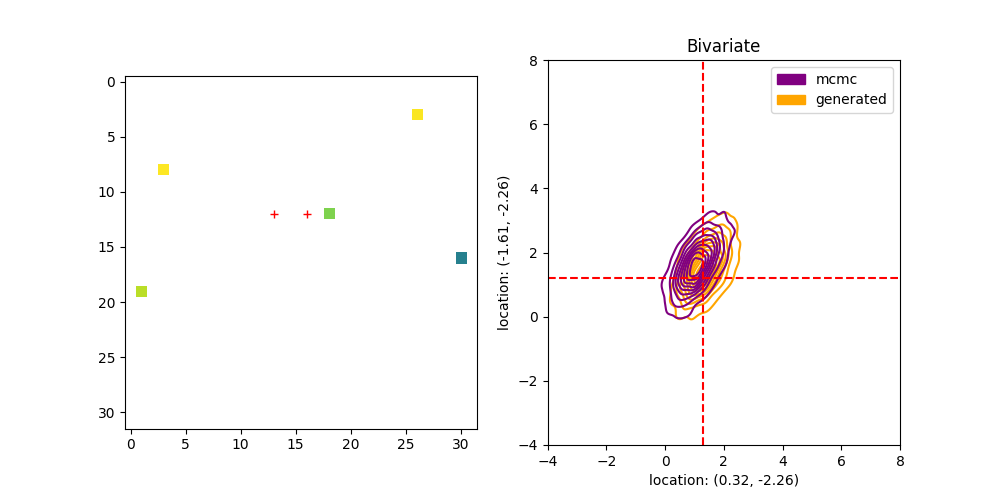 0
5
10
15
20
25
30
0 5 10 15 20 25 30
Bivariate
mcmc
generated
location: (-1.61, -2.26)
8
6
4
2
0
−2
−4
−4 −2 0 2 4 6 8
location: (0.32, -2.26)